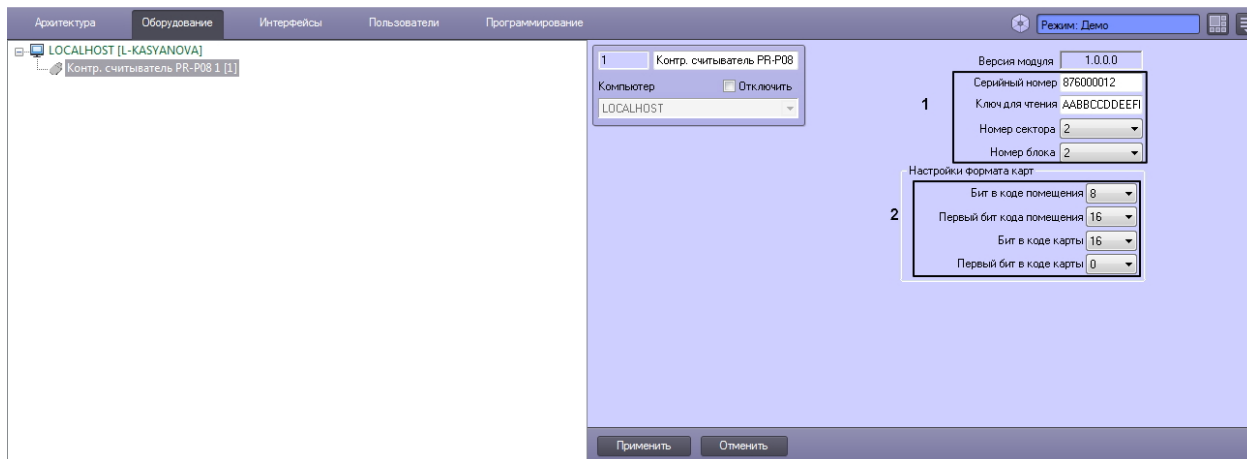 Архитектура Оборудование Интерфейсы Пользователи Программирование Режим: Демо
LOCALHOST [L-KASYANOVA]
Контр. считыватель PR-P08 1 [1]
1 Контр. считыватель PR-P08
Компьютер Отключить
LOCALHOST
Версия модуля 1.0.0.0
1
Серийный номер 876000012
Ключ для чтения AABBCCDDEEFI
Номер сектора 2
Номер блока 2
Настройки формата карт
2
Бит в коде помещения 8
Первый бит кода помещения 16
Бит в коде карты 16
Первый бит в коде карты 0
Применить Отменить